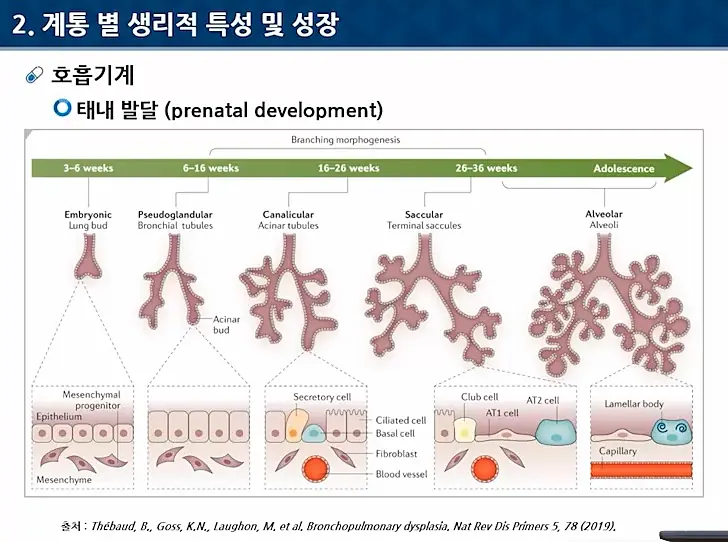 2. 계통 별 생리적 특성 및 성장
호흡기계
태내 발달 (prenatal development)
Branching morphogenesis
3–6 weeks
6–16 weeks
16–26 weeks
26–36 weeks
Adolescence
Embryonic
Lung bud
Pseudoglandular
Bronchial tubules
Canalicular
Acinar tubules
Saccular
Terminal saccules
Alveolar
Alveoli
Acinar
bud
Mesenchymal
progenitor
Epithelium
Mesenchyme
Secretory cell
Ciliated cell
Basal cell
Fibroblast
Blood vessel
Club cell
AT1 cell
AT2 cell
Lamellar body
Capillary
출처 : Thébaud, B., Goss, K.N., Laughon, M. et al. Bronchopulmonary dysplasia. Nat Rev Dis Primers 5, 78 (2019).